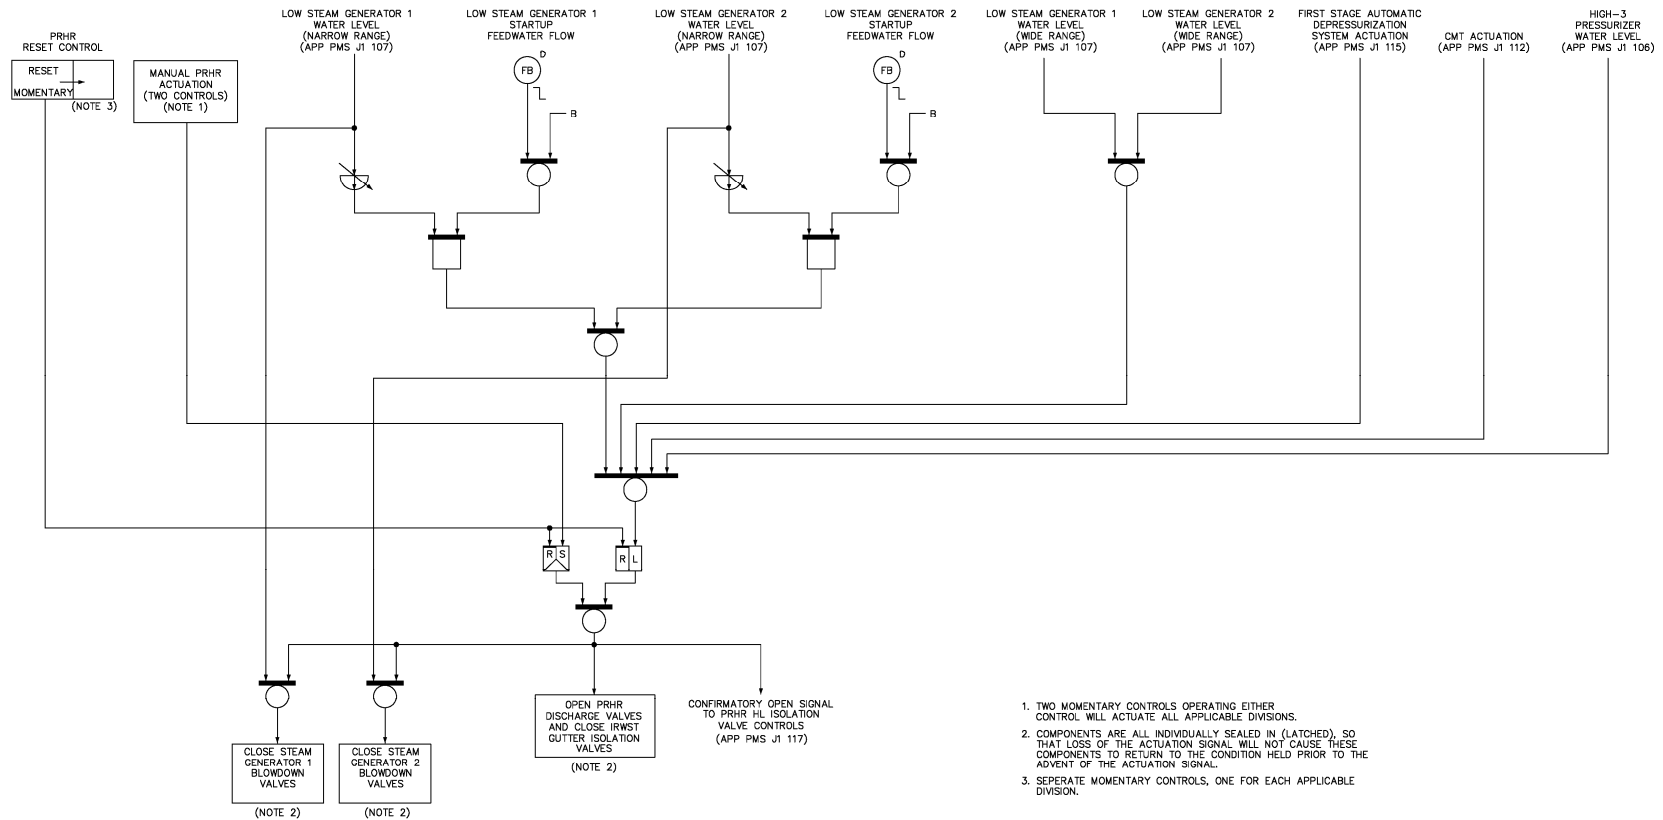 PRHR
RESET CONTROL
RESET
MOMENTARY
(NOTE 3)
MANUAL PRHR
ACTUATION
(TWO CONTROLS)
(NOTE 1)
LOW STEAM GENERATOR 1
WATER LEVEL
(NARROW RANGE)
(APP PMS J1 107)
LOW STEAM GENERATOR 1
STARTUP
FEEDWATER FLOW
D
FB
B
LOW STEAM GENERATOR 2
WATER LEVEL
(NARROW RANGE)
(APP PMS J1 107)
LOW STEAM GENERATOR 2
STARTUP
FEEDWATER FLOW
D
FB
B
LOW STEAM GENERATOR 1
WATER LEVEL
(WIDE RANGE)
(APP PMS J1 107)
LOW STEAM GENERATOR 2
WATER LEVEL
(WIDE RANGE)
(APP PMS J1 107)
FIRST STAGE AUTOMATIC
DEPRESSURIZATION
SYSTEM ACTUATION
(APP PMS J1 115)
CMT ACTUATION
(APP PMS J1 112)
HIGH-3
PRESSURIZER
WATER LEVEL
(APP PMS J1 106)
R S
R L
CLOSE STEAM
GENERATOR 1
BLOWDOWN
VALVES
(NOTE 2)
CLOSE STEAM
GENERATOR 2
BLOWDOWN
VALVES
(NOTE 2)
OPEN PRHR
DISCHARGE VALVES
AND CLOSE IRWST
GUTTER ISOLATION
VALVES
(NOTE 2)
CONFIRMATORY OPEN SIGNAL
TO PRHR HL ISOLATION
VALVE CONTROLS
(APP PMS J1 117)
1. TWO MOMENTARY CONTROLS OPERATING EITHER
CONTROL WILL ACTUATE ALL APPLICABLE DIVISIONS.
2. COMPONENTS ARE ALL INDIVIDUALLY SEALED IN (LATCHED), SO
THAT LOSS OF THE ACTUATION SIGNAL WILL NOT CAUSE THESE
COMPONENTS TO RETURN TO THE CONDITION HELD PRIOR TO THE
ADVENT OF THE ACTUATION SIGNAL.
3. SEPERATE MOMENTARY CONTROLS, ONE FOR EACH APPLICABLE
DIVISION.